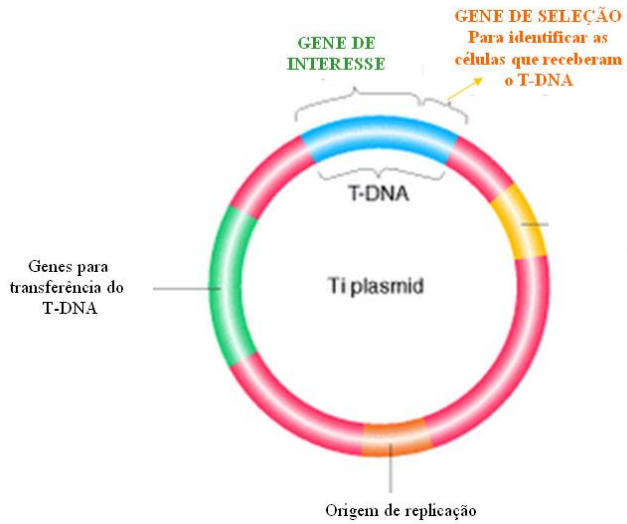 GENE DE SELEÇÃO
Para identificar as
células que receberam
o T-DNA
GENE DE
INTERESSE
T-DNA
Genes para
transferência do
T-DNA
Ti plasmid
Origem de replicação